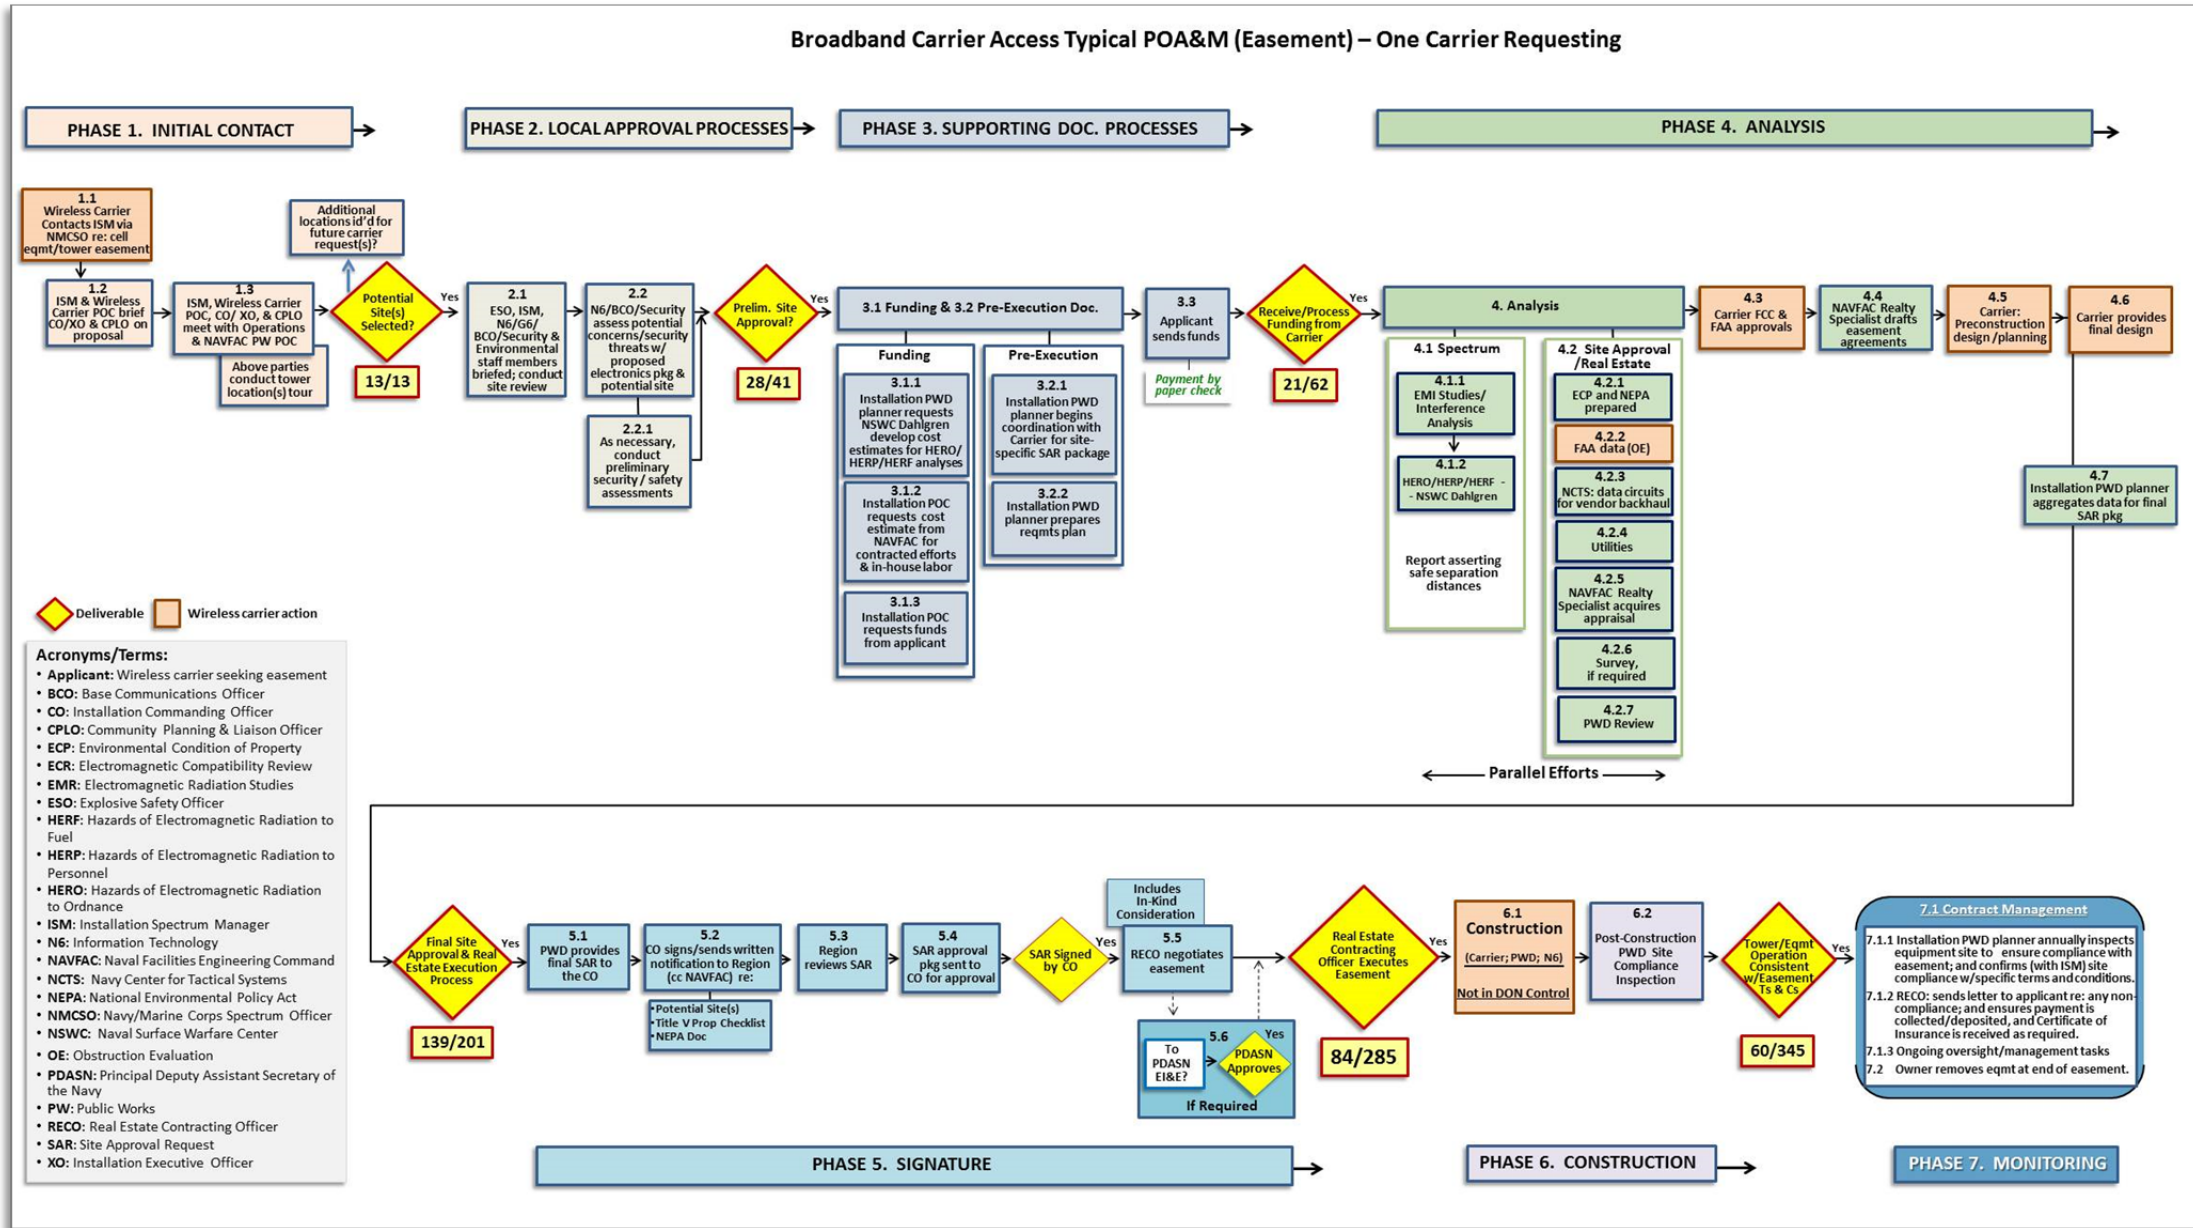 Broadband Carrier Access Typical POA&M (Easement) – One Carrier Requesting
PHASE 1. INITIAL CONTACT
PHASE 2. LOCAL APPROVAL PROCESSES
PHASE 3. SUPPORTING DOC. PROCESSES
PHASE 4. ANALYSIS
1.1
Wireless Carrier
Contacts ISM via
NMCSO re: cell
eqmt/tower easement
1.2
ISM & Wireless
Carrier POC brief
CO/XO & CPLO on
proposal
1.3
ISM, Wireless Carrier
POC, CO/ XO, & CPLO
meet with Operations
& NAVFAC PW POC
Above parties
conduct tower
location(s) tour
Additional
locations id'd for
future carrier
request(s)?
Potential
Site(s)
Selected?
Yes
13/13
2.1
ESO, ISM,
N6/G6/
BCO/Security &
Environmental
staff members
briefed; conduct
site review
2.2
N6/BCO/Security
assess potential
concerns/security
threats w/
proposed
electronics pkg &
potential site
2.2.1
As necessary,
conduct
preliminary
security / safety
assessments
Prelim. Site
Approval?
Yes
28/41
3.1 Funding & 3.2 Pre-Execution Doc.
Funding
3.1.1
Installation PWD
planner requests
NSWC Dahlgren
develop cost
estimates for HERO/
HERP/HERF analyses
3.1.2
Installation POC
requests cost
estimate from
NAVFAC for
contracted efforts
& in-house labor
3.1.3
Installation POC
requests funds
from applicant
Pre-Execution
3.2.1
Installation PWD
planner begins
coordination with
Carrier for site-
specific SAR package
3.2.2
Installation PWD
planner prepares
reqmts plan
3.3
Applicant
sends funds
Payment by
paper check
Receive/Process
Funding from
Carrier
Yes
21/62
4. Analysis
4.1 Spectrum
4.1.1
EMI Studies/
Interference
Analysis
4.1.2
HERO/HERP/HERF -
- NSWC Dahlgren
Report asserting
safe separation
distances
4.2 Site Approval
/Real Estate
4.2.1
ECP and NEPA
prepared
4.2.2
FAA data (OE)
4.2.3
NCTS: data circuits
for vendor backhaul
4.2.4
Utilities
4.2.5
NAVFAC Realty
Specialist acquires
appraisal
4.2.6
Survey,
if required
4.2.7
PWD Review
Parallel Efforts
4.3
Carrier FCC &
FAA approvals
4.4
NAVFAC Realty
Specialist drafts
easement
agreements
4.5
Carrier:
Preconstruction
design /planning
4.6
Carrier provides
final design
4.7
Installation PWD planner
aggregates data for final
SAR pkg
Deliverable
Wireless carrier action
Acronyms/Terms:
• Applicant: Wireless carrier seeking easement
• BCO: Base Communications Officer
• CO: Installation Commanding Officer
• CPLO: Community Planning & Liaison Officer
• ECP: Environmental Condition of Property
• ECR: Electromagnetic Compatibility Review
• EMR: Electromagnetic Radiation Studies
• ESO: Explosive Safety Officer
• HERF: Hazards of Electromagnetic Radiation to
Fuel
• HERP: Hazards of Electromagnetic Radiation to
Personnel
• HERO: Hazards of Electromagnetic Radiation
to Ordnance
• ISM: Installation Spectrum Manager
• N6: Information Technology
• NAVFAC: Naval Facilities Engineering Command
• NCTS: Navy Center for Tactical Systems
• NEPA: National Environmental Policy Act
• NMCSO: Navy/Marine Corps Spectrum Officer
• NSWC: Naval Surface Warfare Center
• OE: Obstruction Evaluation
• PDASN: Principal Deputy Assistant Secretary of
the Navy
• PW: Public Works
• RECO: Real Estate Contracting Officer
• SAR: Site Approval Request
• XO: Installation Executive Officer
Final Site
Approval & Real
Estate Execution
Process
Yes
139/201
5.1
PWD provides
final SAR to
the CO
5.2
CO signs/sends written
notification to Region
(cc NAVFAC) re:
• Potential Site(s)
• Title V Prop Checklist
• NEPA Doc
5.3
Region
reviews SAR
5.4
SAR approval
pkg sent to
CO for approval
SAR Signed
by CO
Yes
Includes
In-Kind
Consideration
5.5
RECO negotiates
easement
5.6
To
PDASN
EI&E?
PDASN
Approves
Yes
If Required
Real Estate
Contracting
Officer Executes
Easement
Yes
84/285
6.1
Construction
(Carrier; PWD; N6)
Not in DON Control
6.2
Post-Construction
PWD Site
Compliance
Inspection
Tower/Eqmt
Operation
Consistent
w/Easement
Ts & Cs
Yes
60/345
7.1 Contract Management
7.1.1 Installation PWD planner annually inspects
equipment site to ensure compliance with
easement; and confirms (with ISM) site
compliance w/specific terms and conditions.
7.1.2 RECO: sends letter to applicant re: any non-
compliance; and ensures payment is
collected/deposited, and Certificate of
Insurance is received as required.
7.1.3 Ongoing oversight/management tasks
7.2 Owner removes eqmt at end of easement.
PHASE 5. SIGNATURE
PHASE 6. CONSTRUCTION
PHASE 7. MONITORING